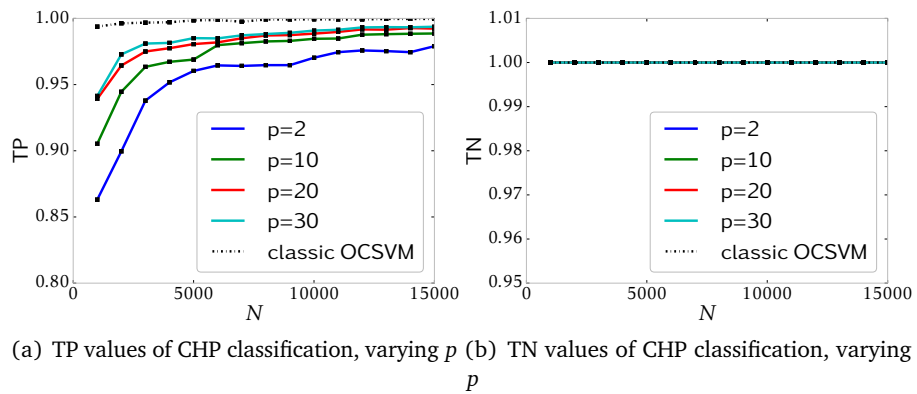 1.00
0.95
0.90
0.85
0.80
TP
0
5000
10000
15000
N
p=2
p=10
p=20
p=30
classic OCSVM
1.01
1.00
0.99
0.98
0.97
0.96
0.95
TN
0
5000
10000
15000
N
p=2
p=10
p=20
p=30
classic OCSVM
(a) TP values of CHP classification, varying p
(b) TN values of CHP classification, varying
p